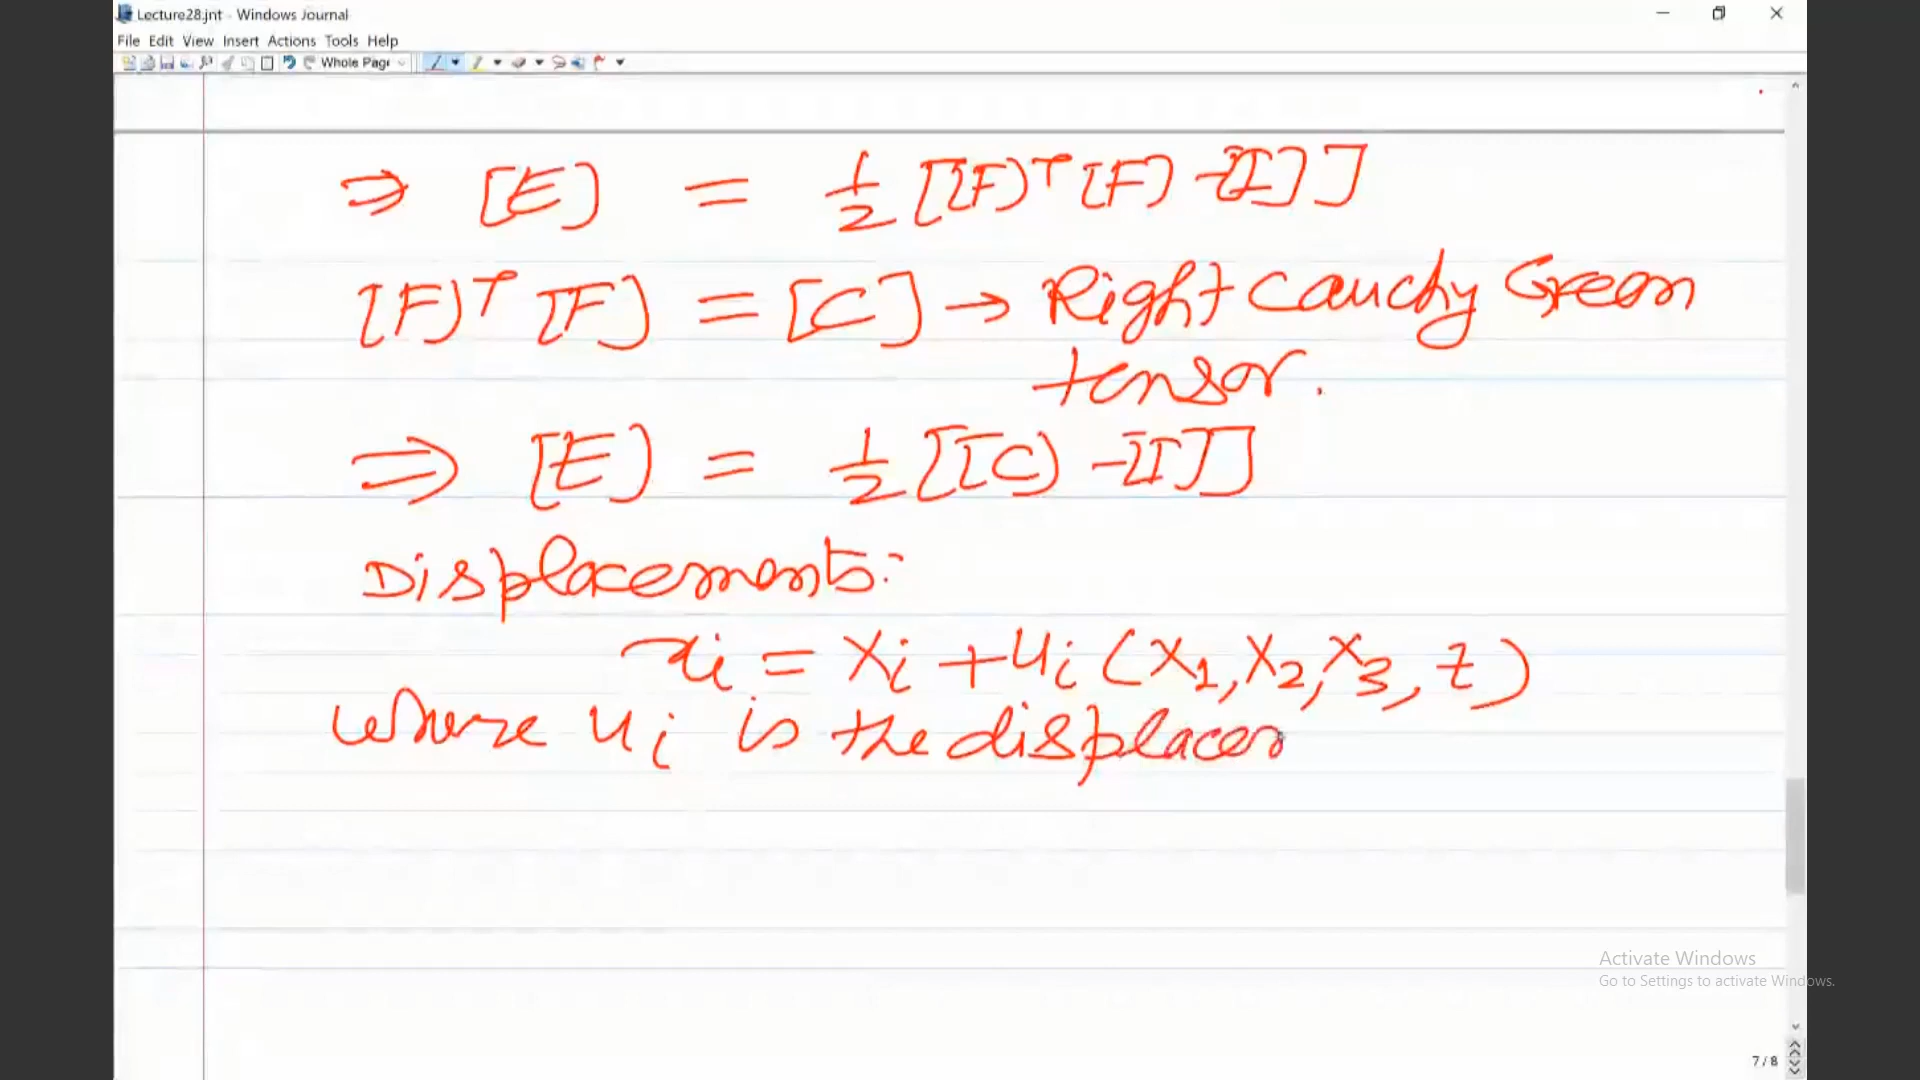 Lecture28.jnt - Windows Journal
File Edit View Insert Actions Tools Help
Whole Page
⇒ [E] = 1/2 [[F]ᵀ[F] -[I]]
[F]ᵀ [F] = [C] → Right Cauchy Green
tensor.
⇒ [E] = 1/2 [[C] -[I]]
Displacements:
xi = Xi + ui (X1, X2, X3, t)
where ui is the displacem
Activate Windows
Go to Settings to activate Windows.
7 / 8